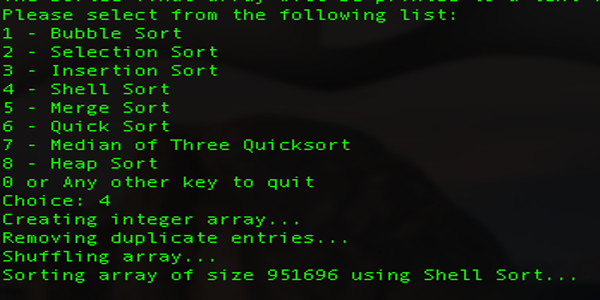 Please select from the following list:
1 - Bubble Sort
2 - Selection Sort
3 - Insertion Sort
4 - Shell Sort
5 - Merge Sort
6 - Quick Sort
7 - Median of Three Quicksort
8 - Heap Sort
0 or Any other key to quit
Choice: 4
Creating integer array...
Removing duplicate entries...
Shuffling array...
Sorting array of size 951696 using Shell Sort...